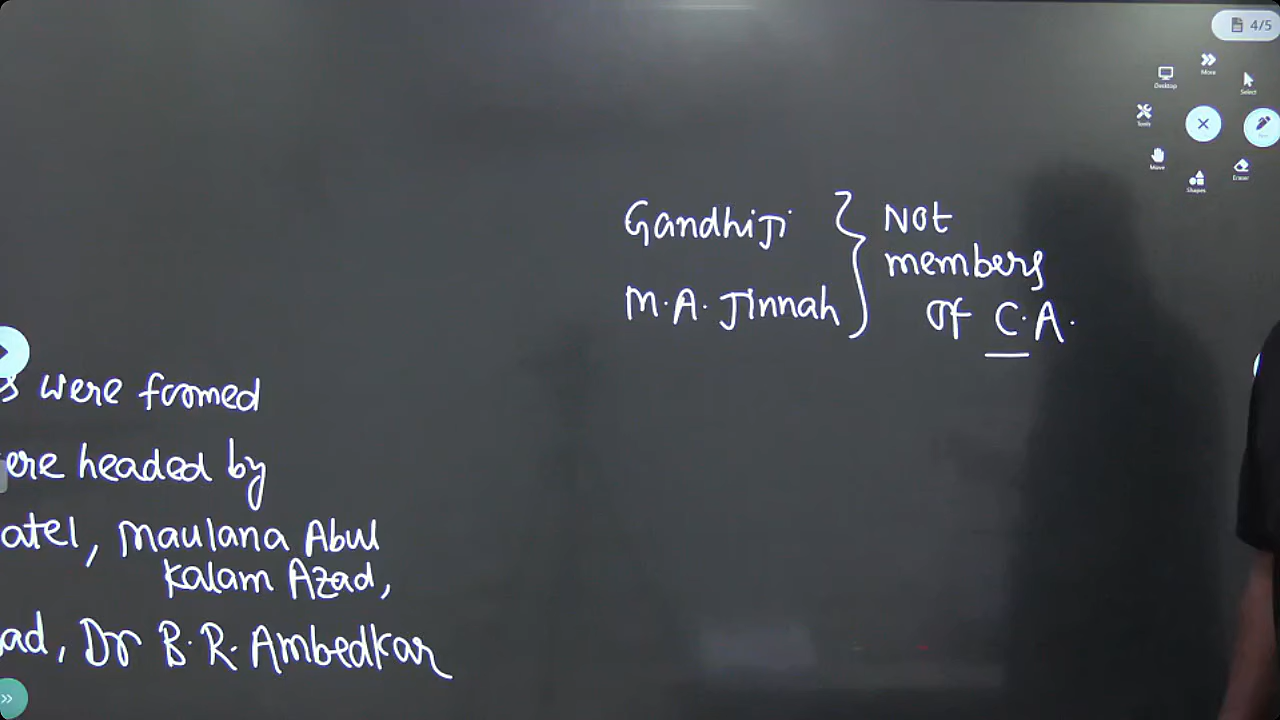 4/5
More
Desktop
Select
Tools
Pen
Move
Eraser
Shapes
Gandhiji
M.A. Jinnah
Not
members
of C.A.
s were formed
ere headed by
atel, Maulana Abul
Kalam Azad,
ad, Dr B.R. Ambedkar